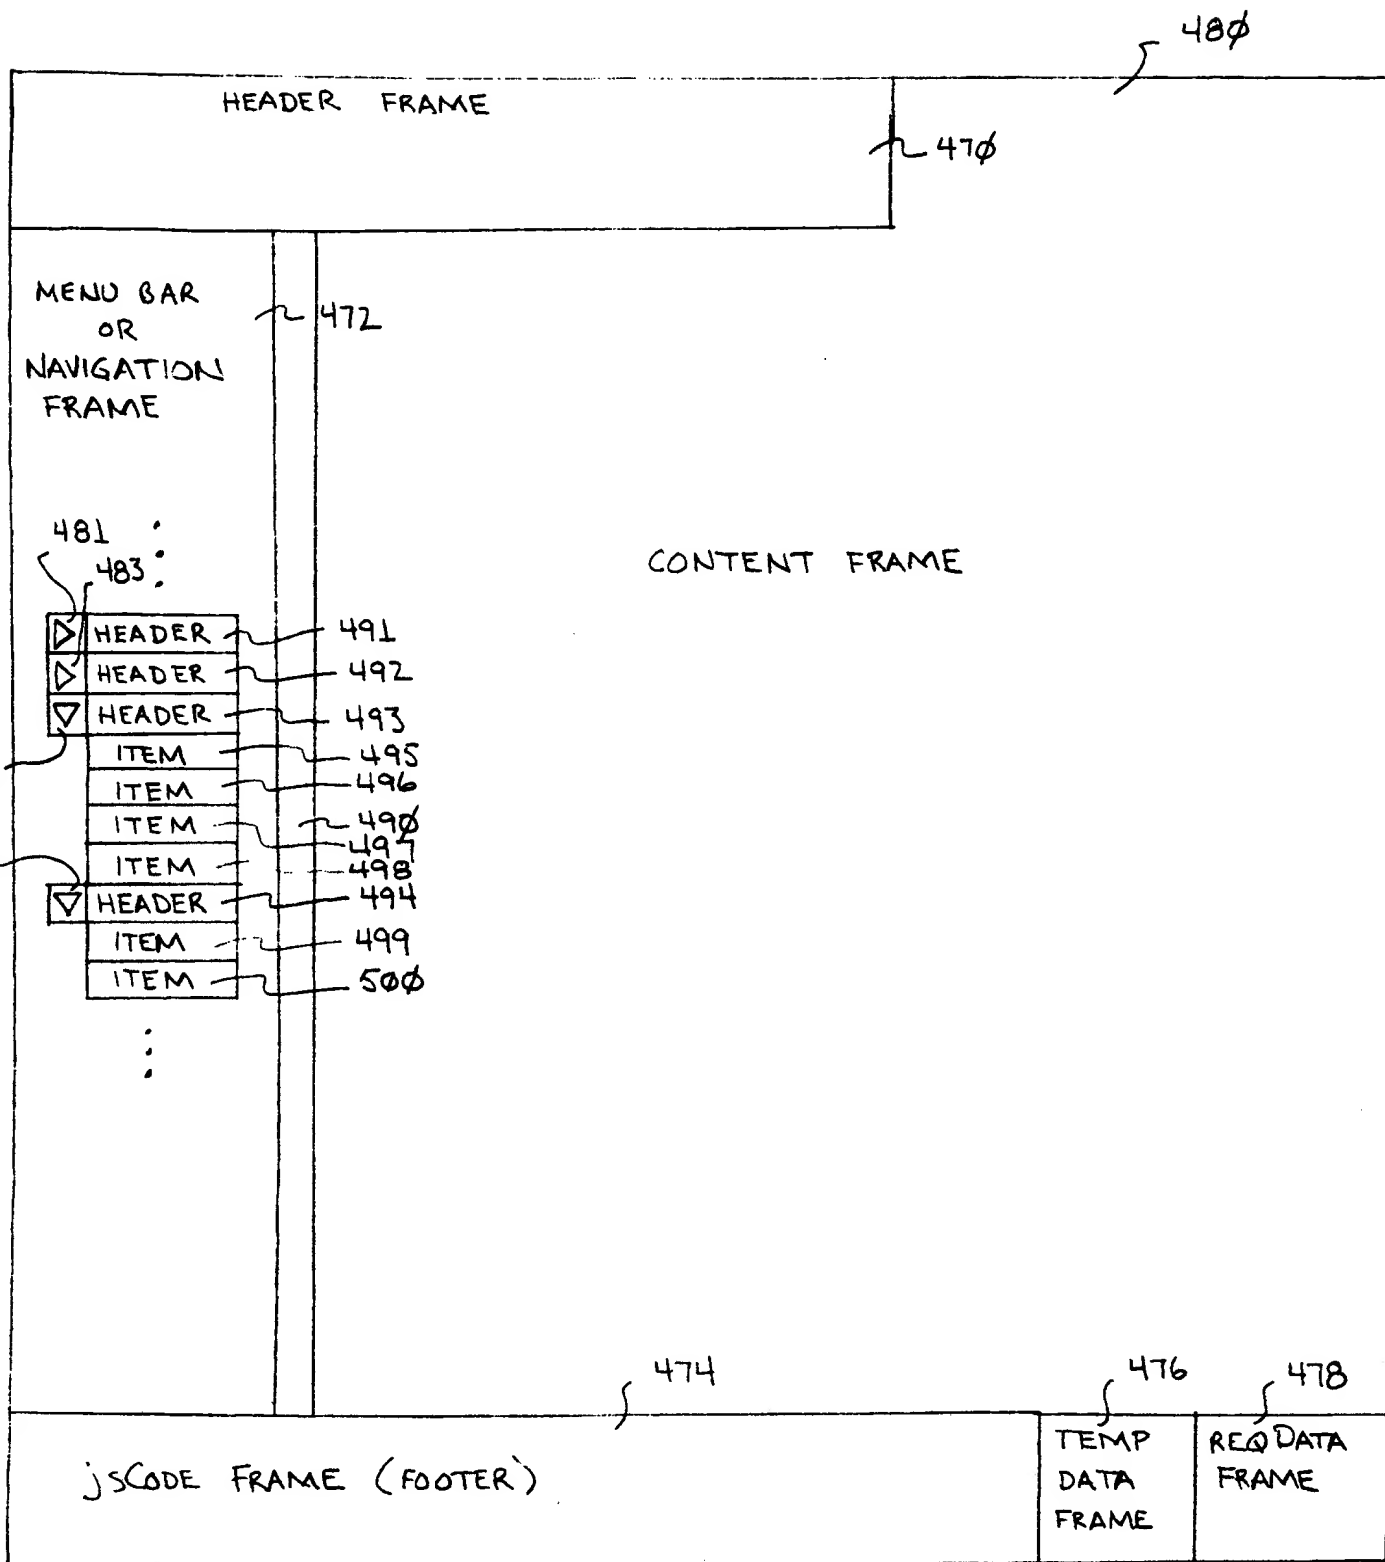 480
HEADER FRAME
470
MENU BAR
OR
NAVIGATION
FRAME
472
481
483
CONTENT FRAME
HEADER 491
HEADER 492
HEADER 493
ITEM 495
ITEM 496
ITEM 490
497
ITEM 498
HEADER 494
ITEM 499
ITEM 500
474
476
478
jsCODE FRAME (FOOTER)
TEMP
DATA
FRAME
REQDATA
FRAME